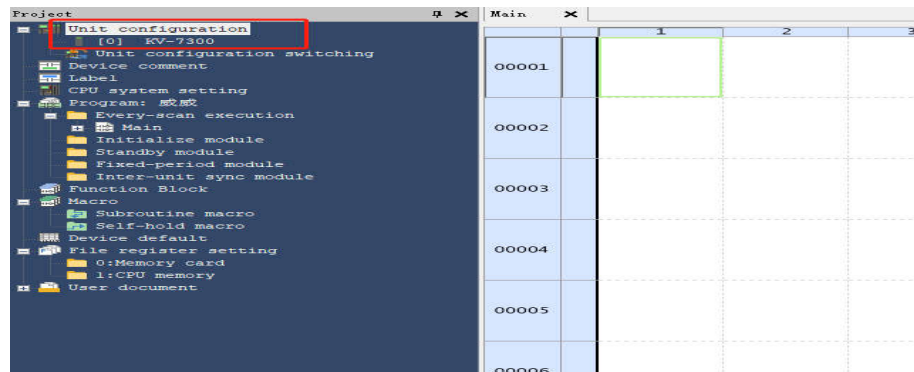 Project
Unit configuration
[0] KV-7300
Unit configuration switching
Device comment
Label
CPU system setting
Program: 威威
Every-scan execution
Main
Initialize module
Standby module
Fixed-period module
Inter-unit sync module
Function Block
Macro
Subroutine macro
Self-hold macro
Device default
File register setting
0:Memory card
1:CPU memory
User document
Main
1 2 3
00001
00002
00003
00004
00005
00006